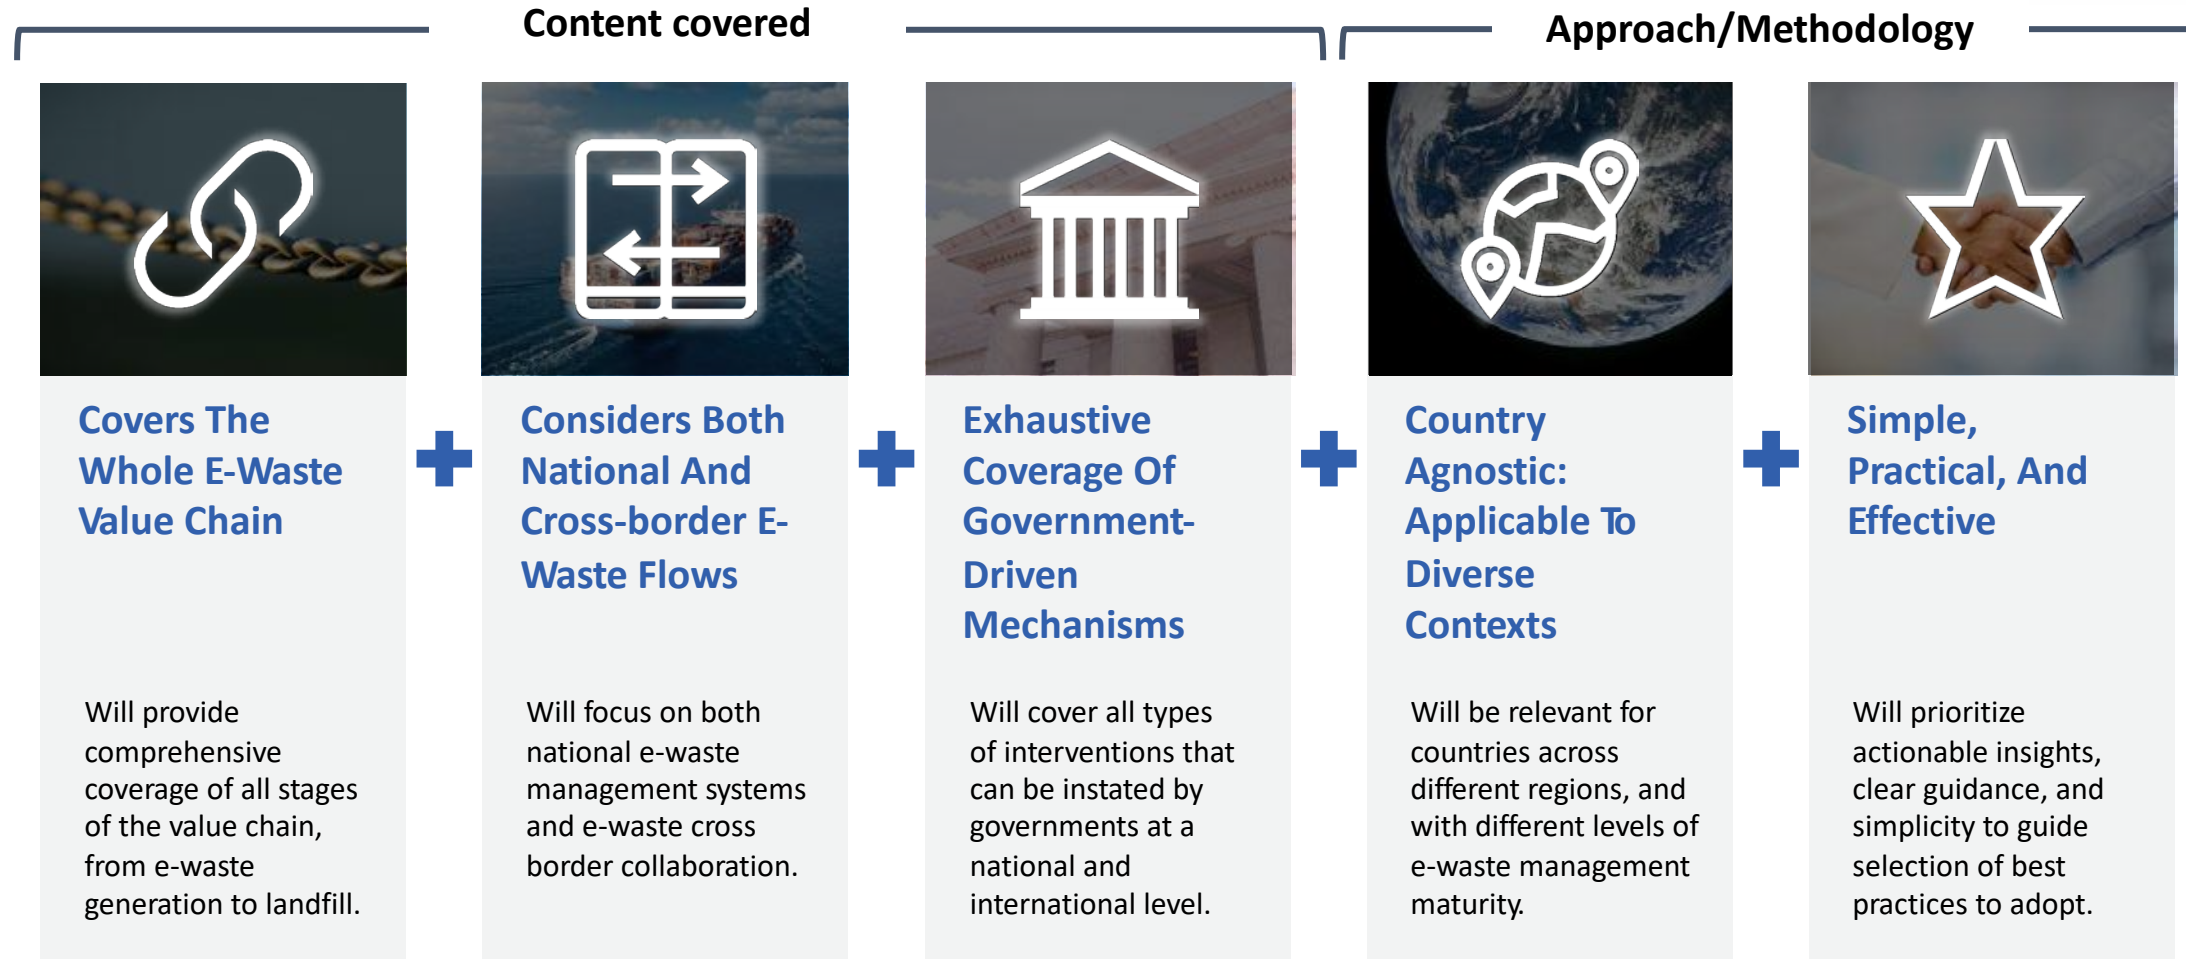 Content covered
Approach/Methodology
Covers The
Whole E-Waste
Value Chain
Will provide
comprehensive
coverage of all stages
of the value chain,
from e-waste
generation to landfill.
Considers Both
National And
Cross-border E-
Waste Flows
Will focus on both
national e-waste
management systems
and e-waste cross
border collaboration.
Exhaustive
Coverage Of
Government-
Driven
Mechanisms
Will cover all types
of interventions that
can be instated by
governments at a
national and
international level.
Country
Agnostic:
Applicable To
Diverse
Contexts
Will be relevant for
countries across
different regions, and
with different levels of
e-waste management
maturity.
Simple,
Practical, And
Effective
Will prioritize
actionable insights,
clear guidance, and
simplicity to guide
selection of best
practices to adopt.